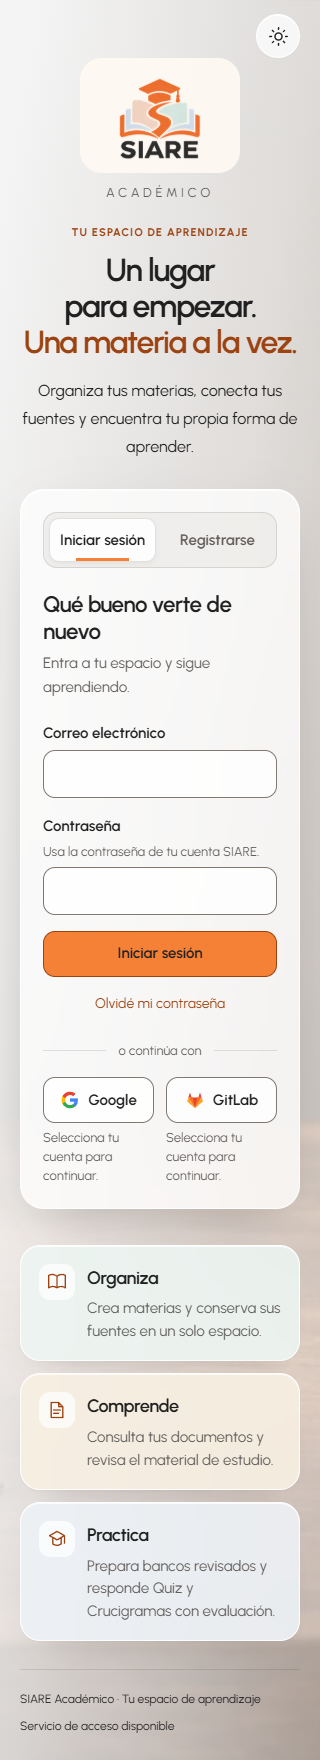 SIARE
ACADÉMICO
TU ESPACIO DE APRENDIZAJE
Un lugar
para empezar.
Una materia a la vez.
Organiza tus materias, conecta tus
fuentes y encuentra tu propia forma de
aprender.
Iniciar sesión
Registrarse
Qué bueno verte de
nuevo
Entra a tu espacio y sigue
aprendiendo.
Correo electrónico
Contraseña
Usa la contraseña de tu cuenta SIARE.
Iniciar sesión
Olvidé mi contraseña
o continúa con
Google
GitLab
Selecciona tu
cuenta para
continuar.
Selecciona tu
cuenta para
continuar.
Organiza
Crea materias y conserva sus
fuentes en un solo espacio.
Comprende
Consulta tus documentos y
revisa el material de estudio.
Practica
Prepara bancos revisados y
responde Quiz y
Crucigramas con evaluación.
SIARE Académico · Tu espacio de aprendizaje
Servicio de acceso disponible